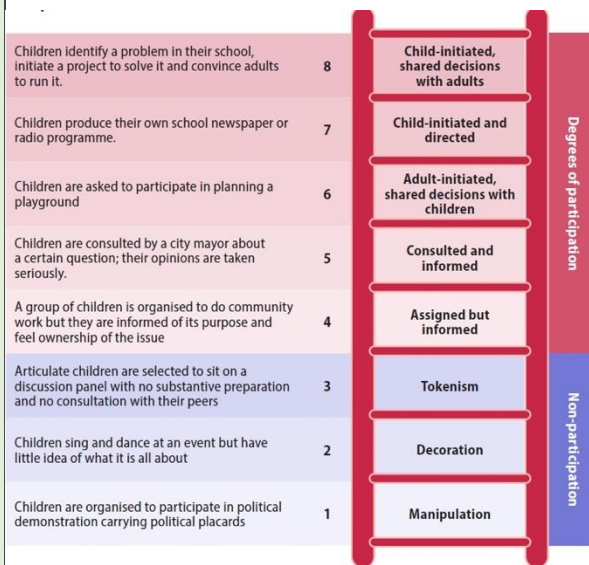 Children identify a problem in their school,
initiate a project to solve it and convince adults
to run it.
8
Child-initiated,
shared decisions
with adults
Children produce their own school newspaper or
radio programme.
7
Child-initiated and
directed
Children are asked to participate in planning a
playground
6
Adult-initiated,
shared decisions with
children
Children are consulted by a city mayor about
a certain question; their opinions are taken
seriously.
5
Consulted and
informed
A group of children is organised to do community
work but they are informed of its purpose and
feel ownership of the issue
4
Assigned but
informed
Degrees of participation
Articulate children are selected to sit on a
discussion panel with no substantive preparation
and no consultation with their peers
3
Tokenism
Children sing and dance at an event but have
little idea of what it is all about
2
Decoration
Children are organised to participate in political
demonstration carrying political placards
1
Manipulation
Non-participation